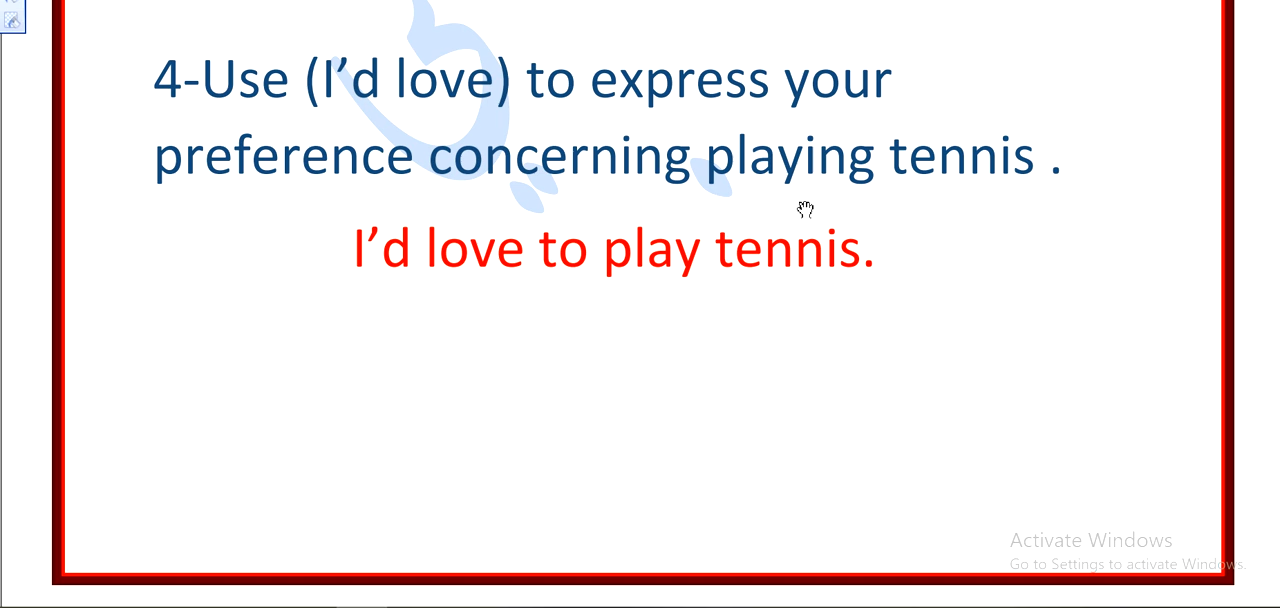 4-Use (I’d love) to express your
preference concerning playing tennis .
I’d love to play tennis.
Activate Windows
Go to Settings to activate Windows.